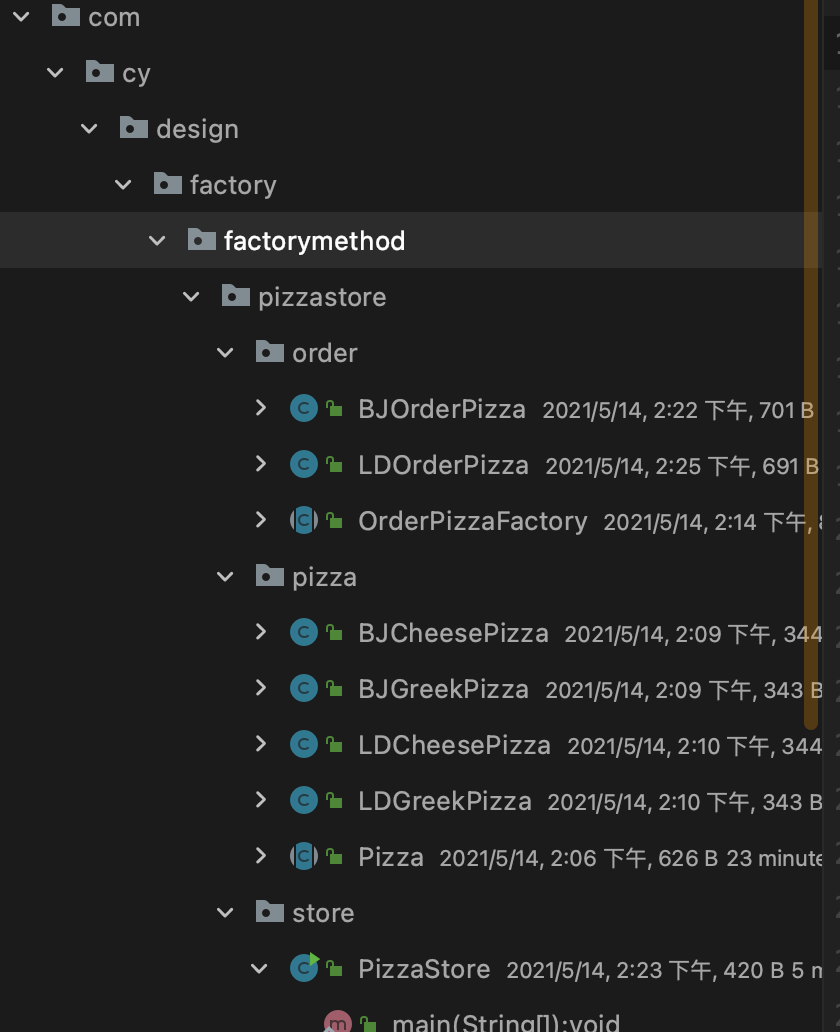 com
cy
design
factory
factorymethod
pizzastore
order
BJOrderPizza 2021/5/14, 2:22 下午, 701 B
LDOrderPizza 2021/5/14, 2:25 下午, 691 B
OrderPizzaFactory 2021/5/14, 2:14 下午,
pizza
BJCheesePizza 2021/5/14, 2:09 下午, 344
BJGreekPizza 2021/5/14, 2:09 下午, 343 B
LDCheesePizza 2021/5/14, 2:10 下午, 344
LDGreekPizza 2021/5/14, 2:10 下午, 343 B
Pizza 2021/5/14, 2:06 下午, 626 B 23 minute
store
PizzaStore 2021/5/14, 2:23 下午, 420 B 5 m
main(String[]):void